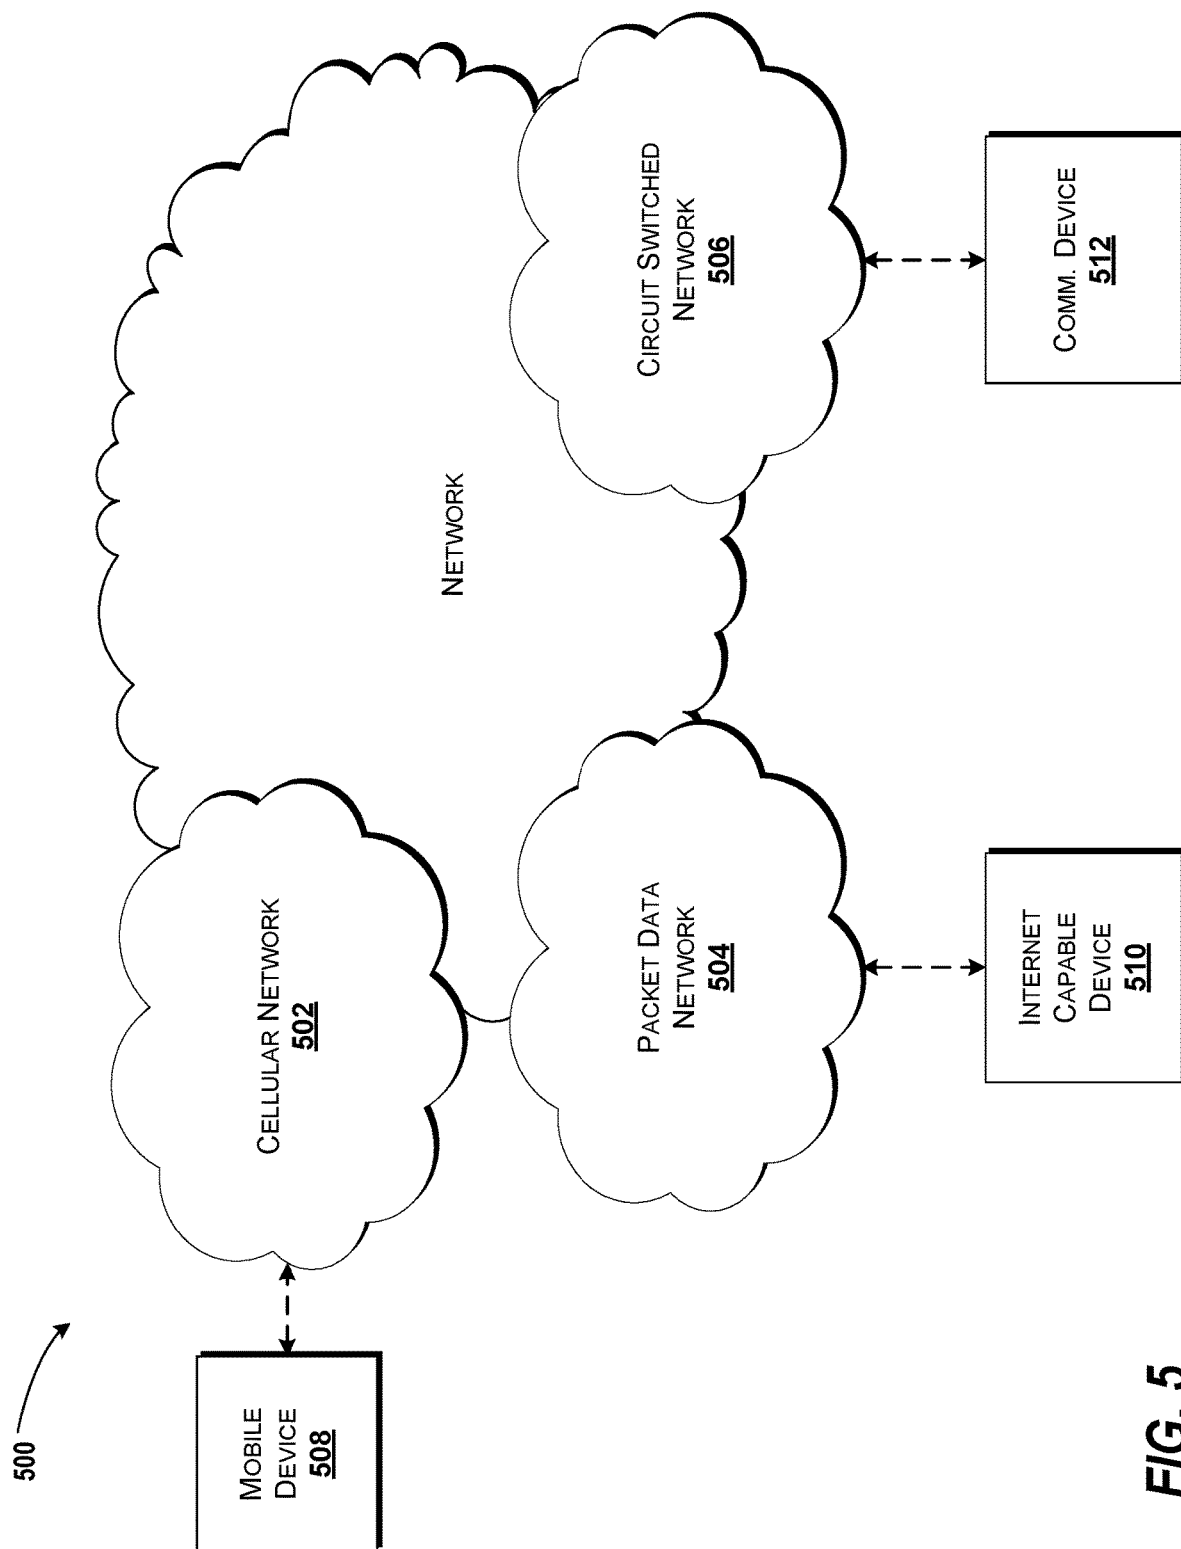 500
MOBILE
DEVICE
508
CELLULAR NETWORK
502
NETWORK
PACKET DATA
NETWORK
504
CIRCUIT SWITCHED
NETWORK
506
INTERNET
CAPABLE
DEVICE
510
COMM. DEVICE
512
FIG. 5